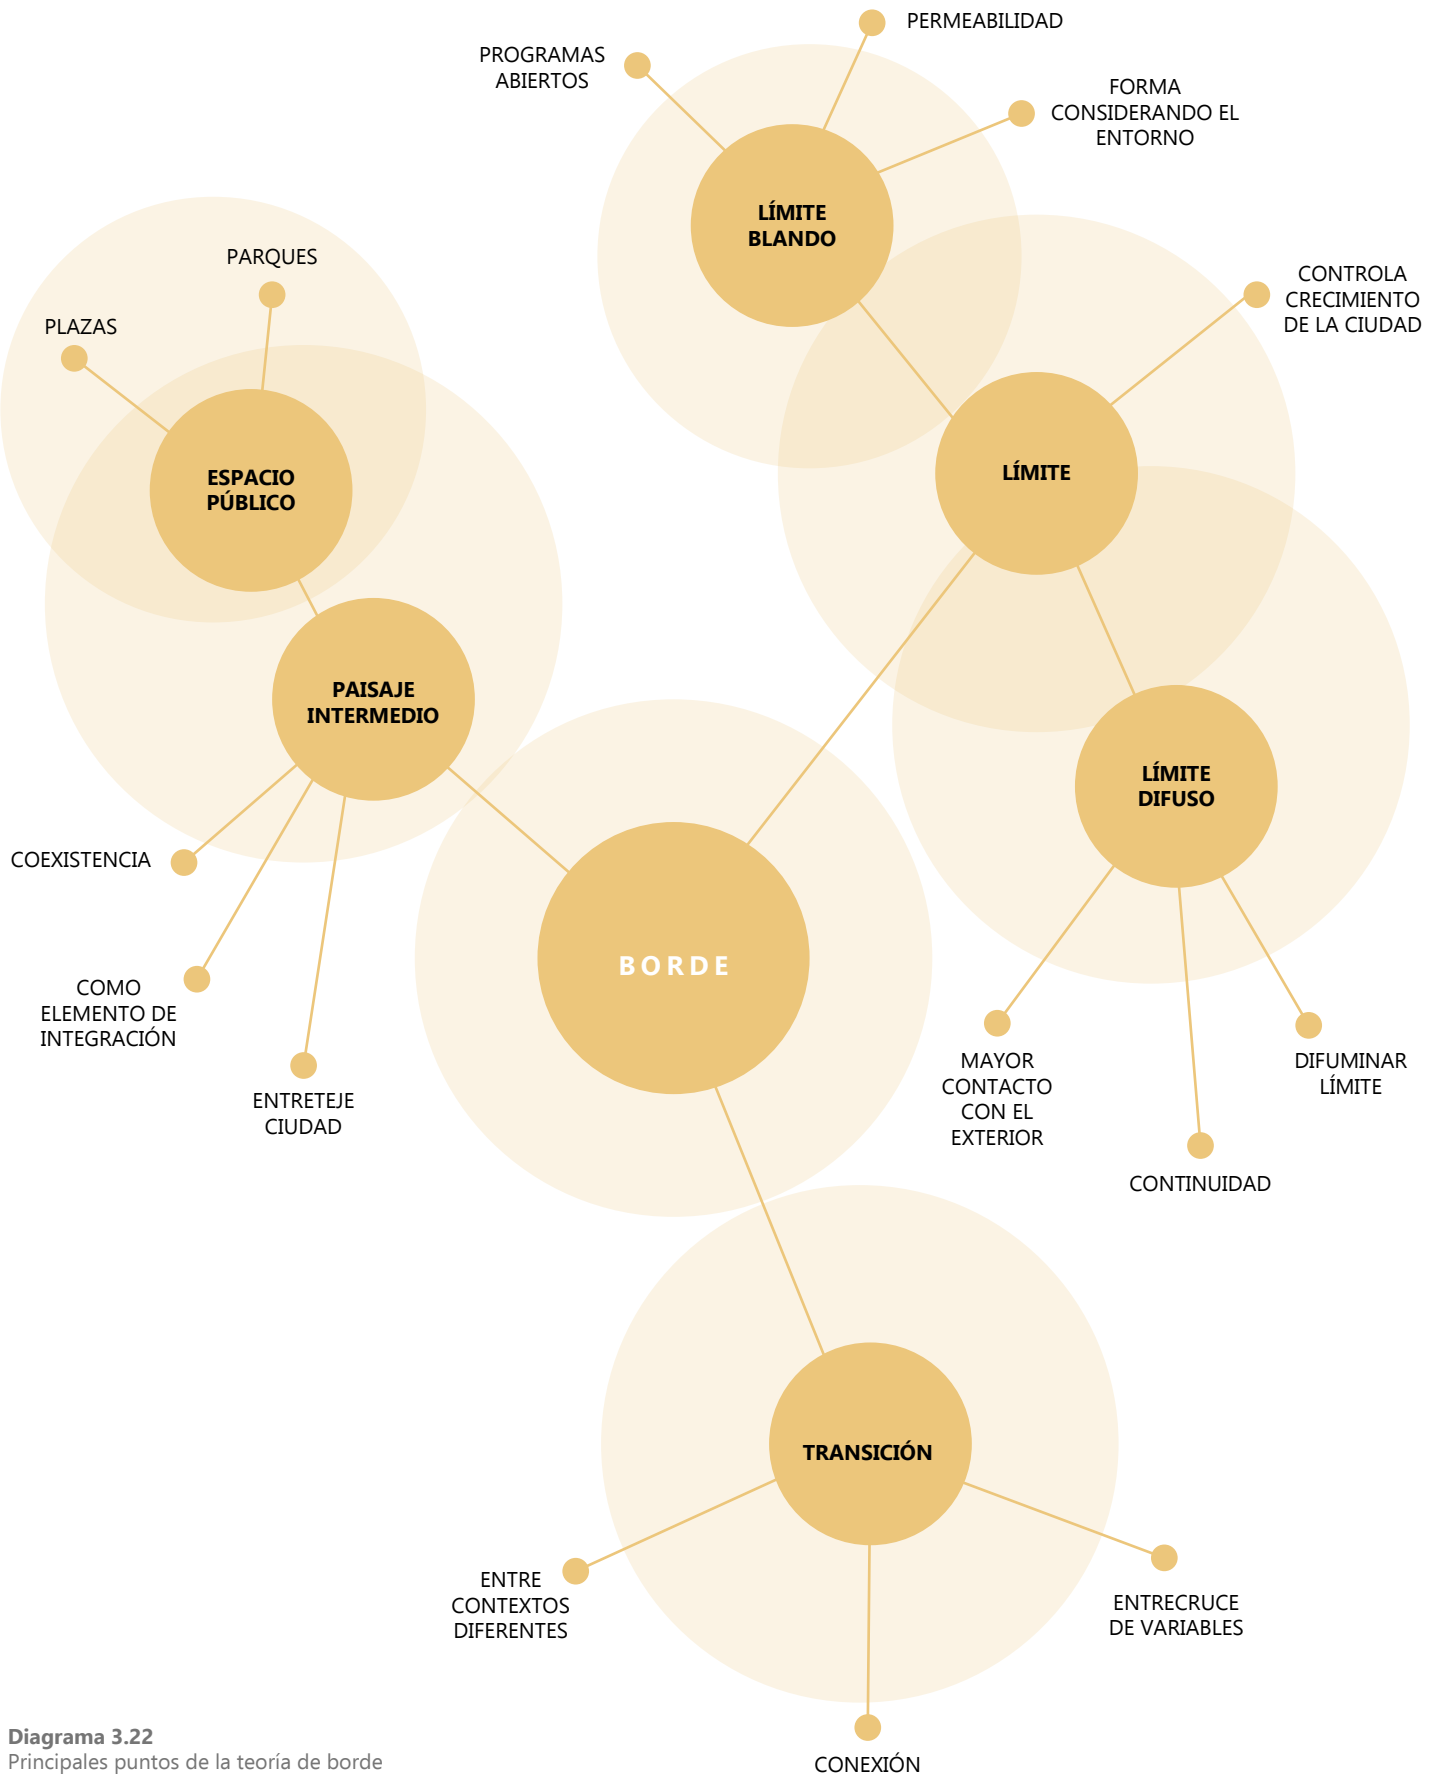 PERMEABILIDAD
PROGRAMAS
ABIERTOS
FORMA
CONSIDERANDO EL
ENTORNO
LÍMITE
BLANDO
PARQUES
PLAZAS
CONTROLA
CRECIMIENTO
DE LA CIUDAD
ESPACIO
PÚBLICO
LÍMITE
PAISAJE
INTERMEDIO
LÍMITE
DIFUSO
COEXISTENCIA
BORDE
COMO
ELEMENTO DE
INTEGRACIÓN
ENTRETEJE
CIUDAD
MAYOR
CONTACTO
CON EL
EXTERIOR
DIFUMINAR
LÍMITE
CONTINUIDAD
TRANSICIÓN
ENTRE
CONTEXTOS
DIFERENTES
ENTRECRUCE
DE VARIABLES
CONEXIÓN
Diagrama 3.22
Principales puntos de la teoría de borde